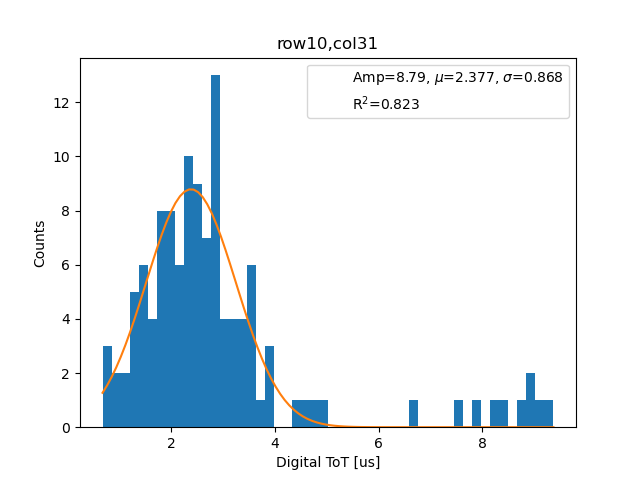 row10,col31
Amp=8.79, μ=2.377, σ=0.868
R²=0.823
12
10
8
6
4
2
0
Counts
2 4 6 8
Digital ToT [us]